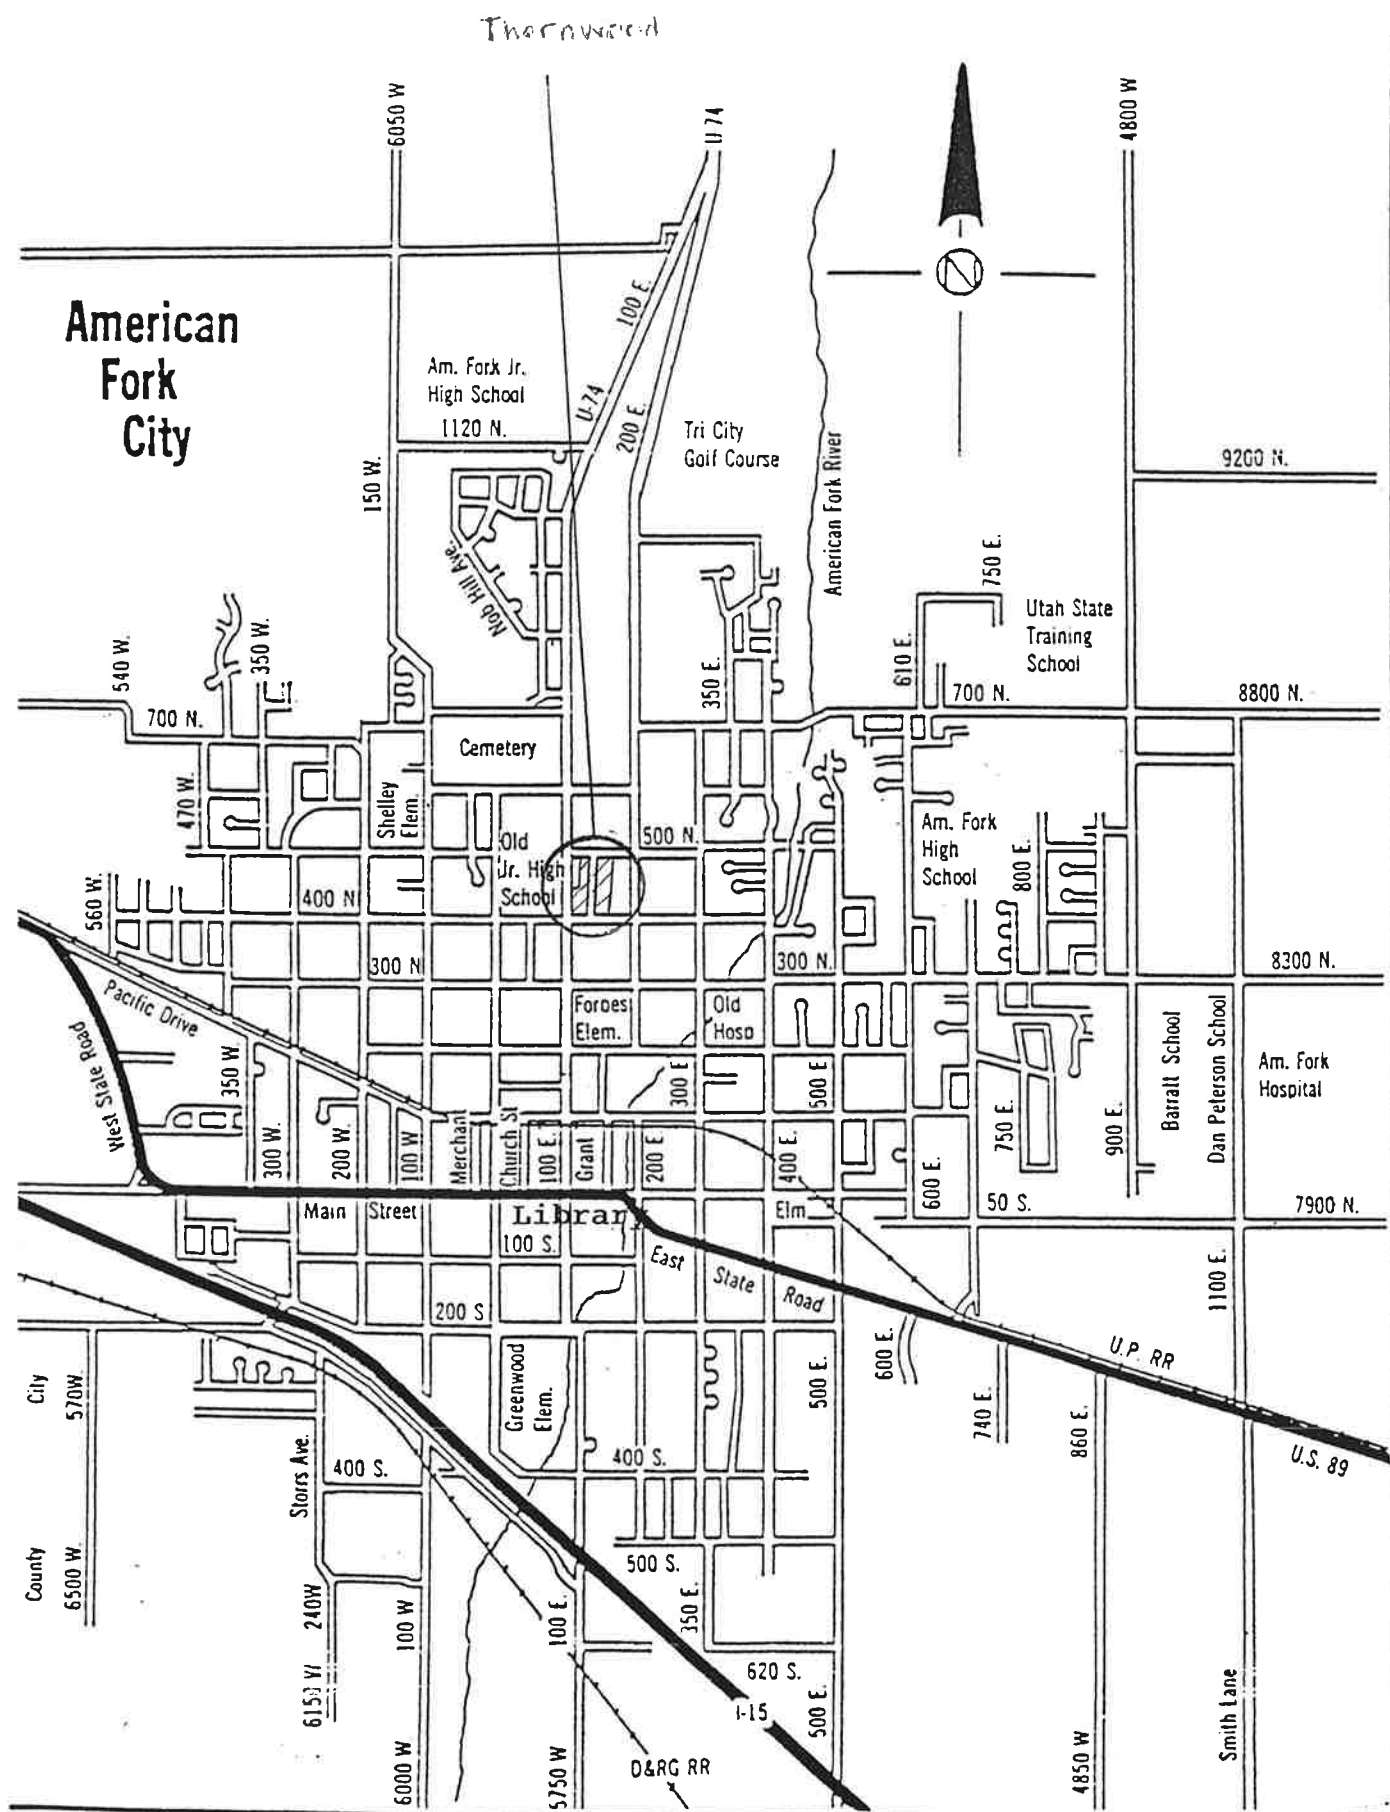 Thornwood
6050 W
U 74
4800 W
N
American
Fork
City
100 E.
Am. Fork Jr.
High School
1120 N.
U-74
200 E.
Tri City
Golf Course
9200 N.
150 W.
American Fork River
Nob Hill Ave.
750 E.
Utah State
Training
School
540 W.
350 W.
350 E.
610 E.
700 N.
700 N.
8800 N.
Cemetery
470 W.
Shelley
Elem.
Old
Jr. High
School
500 N.
Am. Fork
High
School
800 E.
560 W.
400 N
300 N
300 N.
8300 N.
Pacific Drive
West State Road
Forbes
Elem.
Old
Hosp
350 W.
300 E
500 E
Barratt School
Dan Peterson School
Am. Fork
Hospital
300 W.
200 W.
100 W
Merchant
Church St
100 E.
Grant
200 E
400 E.
600 E.
750 E.
900 E.
Main Street
Library
Elm
50 S.
7900 N.
100 S.
East State Road
1100 E.
200 S
600 E.
U.P. RR
City
570W.
Greenwood
Elem.
500 E.
740 E.
860 E.
U.S. 89
Storrs Ave.
400 S.
400 S.
County
6500 W.
500 S.
240W
100 W
100 E.
350 E.
620 S.
6150 W
I-15
500 E.
Smith Lane
6000 W
5750 W
D&RG RR
4850 W